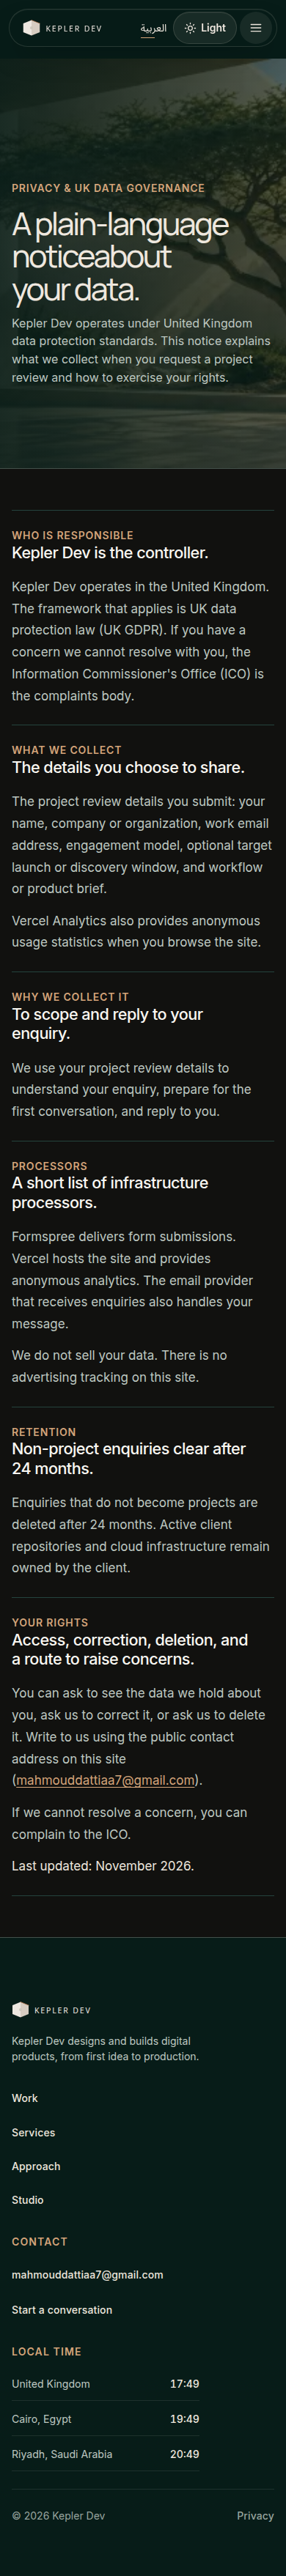 KEPLER DEV
العربية
Light
PRIVACY & UK DATA GOVERNANCE
A plain-language
noticeabout
your data.
Kepler Dev operates under United Kingdom
data protection standards. This notice explains
what we collect when you request a project
review and how to exercise your rights.
WHO IS RESPONSIBLE
Kepler Dev is the controller.
Kepler Dev operates in the United Kingdom.
The framework that applies is UK data
protection law (UK GDPR). If you have a
concern we cannot resolve with you, the
Information Commissioner's Office (ICO) is
the complaints body.
WHAT WE COLLECT
The details you choose to share.
The project review details you submit: your
name, company or organization, work email
address, engagement model, optional target
launch or discovery window, and workflow
or product brief.
Vercel Analytics also provides anonymous
usage statistics when you browse the site.
WHY WE COLLECT IT
To scope and reply to your
enquiry.
We use your project review details to
understand your enquiry, prepare for the
first conversation, and reply to you.
PROCESSORS
A short list of infrastructure
processors.
Formspree delivers form submissions.
Vercel hosts the site and provides
anonymous analytics. The email provider
that receives enquiries also handles your
message.
We do not sell your data. There is no
advertising tracking on this site.
RETENTION
Non-project enquiries clear after
24 months.
Enquiries that do not become projects are
deleted after 24 months. Active client
repositories and cloud infrastructure remain
owned by the client.
YOUR RIGHTS
Access, correction, deletion, and
a route to raise concerns.
You can ask to see the data we hold about
you, ask us to correct it, or ask us to delete
it. Write to us using the public contact
address on this site
(mahmouddattiaa7@gmail.com).
If we cannot resolve a concern, you can
complain to the ICO.
Last updated: November 2026.
KEPLER DEV
Kepler Dev designs and builds digital
products, from first idea to production.
Work
Services
Approach
Studio
CONTACT
mahmouddattiaa7@gmail.com
Start a conversation
LOCAL TIME
United Kingdom 17:49
Cairo, Egypt 19:49
Riyadh, Saudi Arabia 20:49
© 2026 Kepler Dev Privacy